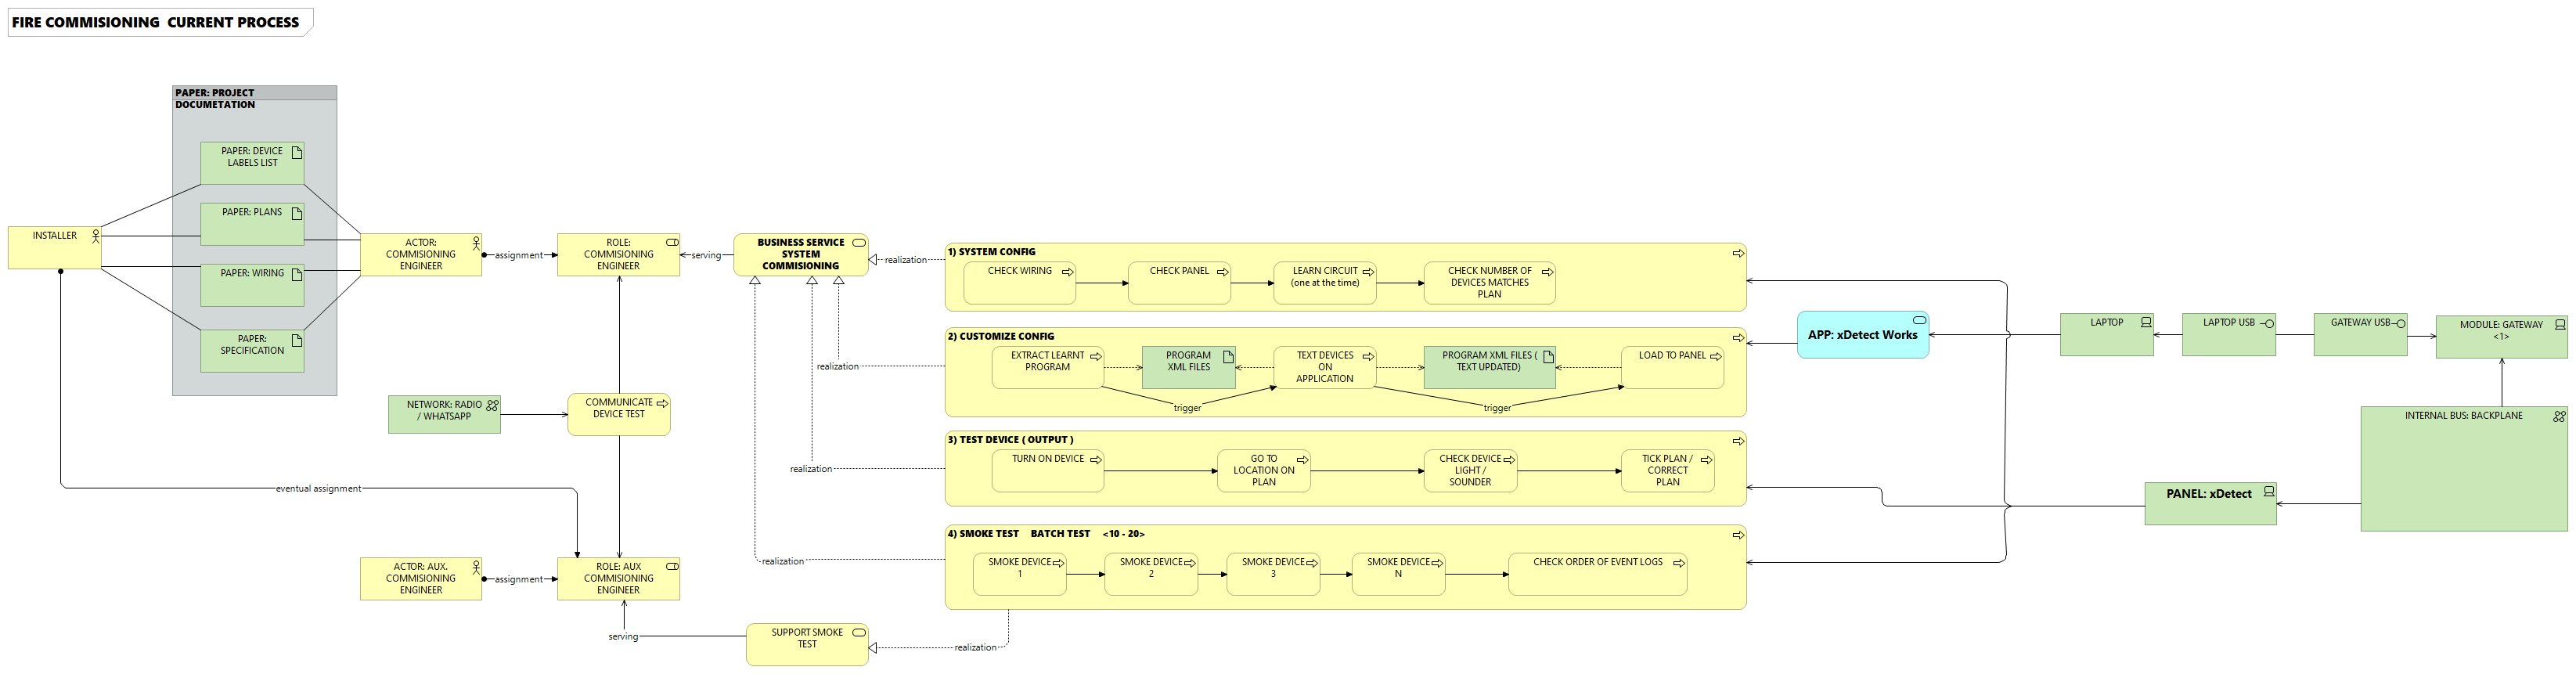 FIRE COMMISIONING  CURRENT PROCESS
PAPER: PROJECT
DOCUMETATION
PAPER: DEVICE
LABELS LIST
PAPER: PLANS
PAPER: WIRING
PAPER:
SPECIFICATION
INSTALLER
ACTOR:
COMMISIONING
ENGINEER
assignment
ROLE:
COMMISIONING
ENGINEER
serving
BUSINESS SERVICE
SYSTEM
COMMISIONING
realization
NETWORK: RADIO
/ WHATSAPP
COMMUNICATE
DEVICE TEST
eventual assignment
ACTOR: AUX.
COMMISIONING
ENGINEER
assignment
ROLE: AUX
COMMISIONING
ENGINEER
serving
SUPPORT SMOKE
TEST
realization
realization
realization
realization
1) SYSTEM CONFIG
CHECK WIRING
CHECK PANEL
LEARN CIRCUIT
(one at the time)
CHECK NUMBER OF
DEVICES MATCHES
PLAN
2) CUSTOMIZE CONFIG
EXTRACT LEARNT
PROGRAM
PROGRAM
XML FILES
TEXT DEVICES
ON
APPLICATION
PROGRAM XML FILES (
TEXT UPDATED)
LOAD TO PANEL
trigger
trigger
3) TEST DEVICE ( OUTPUT )
TURN ON DEVICE
GO TO
LOCATION ON
PLAN
CHECK DEVICE
LIGHT /
SOUNDER
TICK PLAN /
CORRECT
PLAN
4) SMOKE TEST    BATCH TEST    <10 - 20>
SMOKE DEVICE
1
SMOKE DEVICE
2
SMOKE DEVICE
3
SMOKE DEVICE
N
CHECK ORDER OF EVENT LOGS
APP: xDetect Works
LAPTOP
LAPTOP USB
GATEWAY USB
MODULE: GATEWAY
<1>
INTERNAL BUS: BACKPLANE
PANEL: xDetect